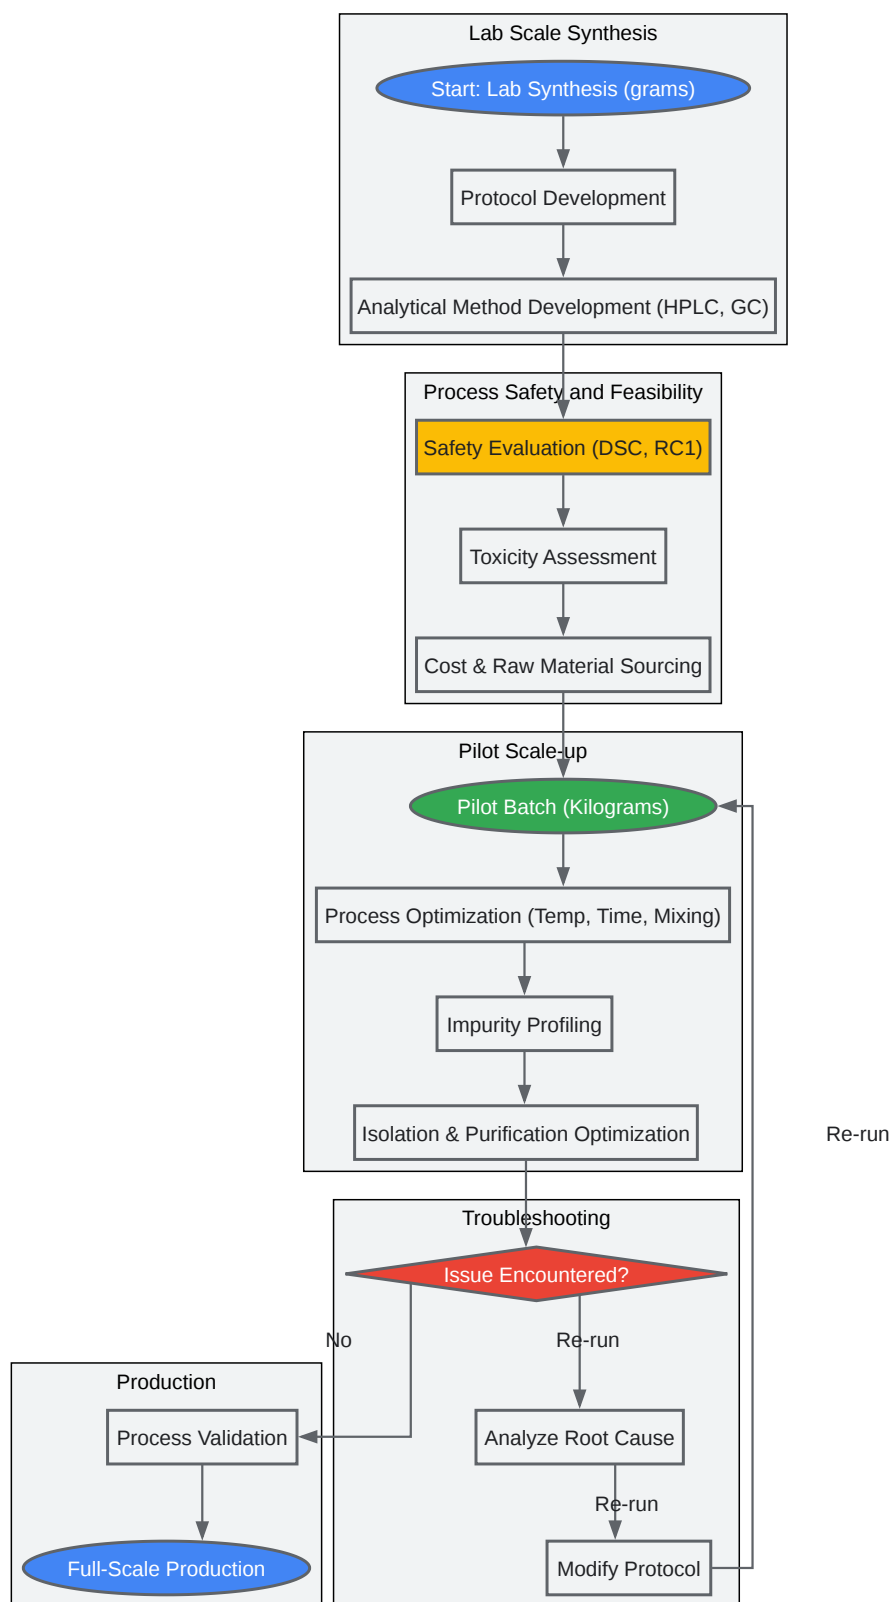 Lab Scale Synthesis
Start: Lab Synthesis (grams)
Protocol Development
Analytical Method Development (HPLC, GC)
Process Safety and Feasibility
Safety Evaluation (DSC, RC1)
Toxicity Assessment
Cost & Raw Material Sourcing
Pilot Scale-up
Pilot Batch (Kilograms)
Process Optimization (Temp, Time, Mixing)
Impurity Profiling
Isolation & Purification Optimization
Re-run
Troubleshooting
Issue Encountered?
No
Re-run
Production
Process Validation
Analyze Root Cause
Re-run
Full-Scale Production
Modify Protocol